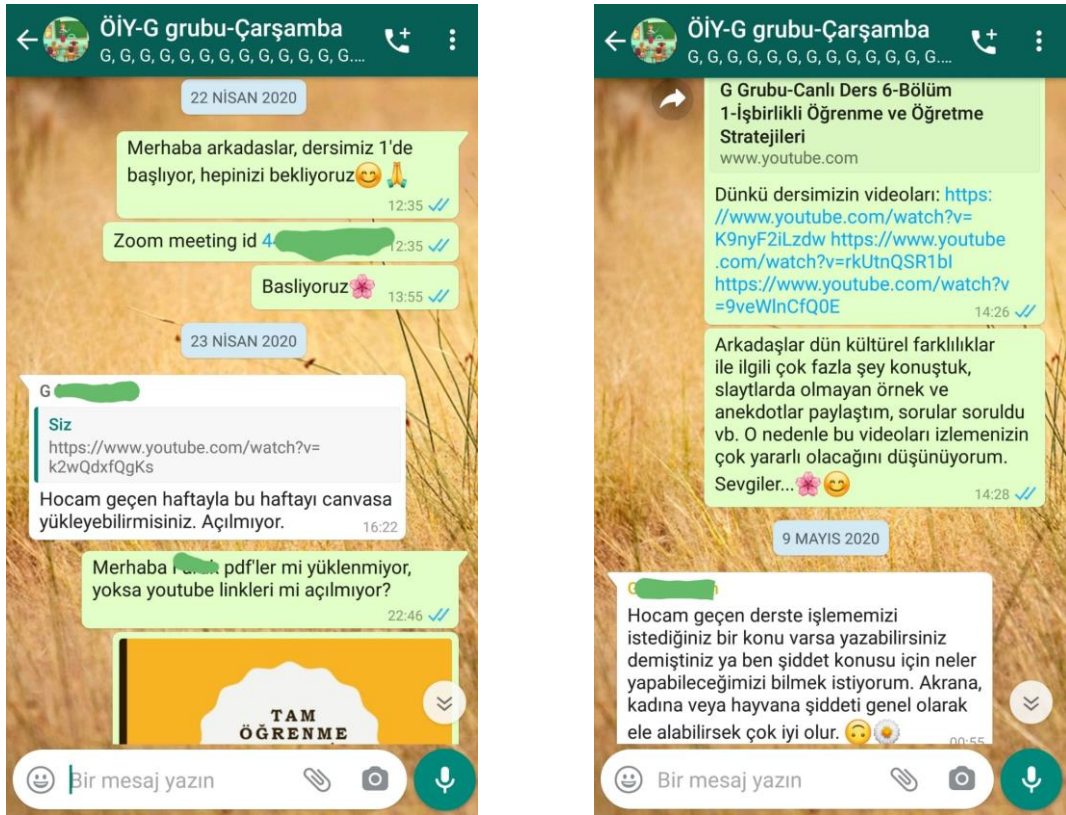 ÖİY-G grubu-Çarşamba
G, G, G, G, G, G, G, G, G, G, G, G, G....
22 NİSAN 2020
Merhaba arkadaslar, dersimiz 1'de
başlıyor, hepinizi bekliyoruz😊🙏
12:35
Zoom meeting id 4
12:35
Basliyoruz🌸
13:55
23 NİSAN 2020
G
Siz
https://www.youtube.com/watch?v=
k2wQdxfQgKs
Hocam geçen haftayla bu haftayı canvasa
yükleyebilirmisiniz. Açılmıyor.
16:22
Merhaba pdf'ler mi yüklenmiyor,
yoksa youtube linkleri mi açılmıyor?
22:46
TAM
ÖĞRENME
Bir mesaj yazın
ÖİY-G grubu-Çarşamba
G, G, G, G, G, G, G, G, G, G, G, G, G....
G Grubu-Canlı Ders 6-Bölüm
1-İşbirlikli Öğrenme ve Öğretme
Stratejileri
www.youtube.com
Dünkü dersimizin videoları: https:
//www.youtube.com/watch?v=
K9nyF2iLzdw https://www.youtube
.com/watch?v=rkUtnQSR1bI
https://www.youtube.com/watch?v
=9veWlnCfQ0E
14:26
Arkadaşlar dün kültürel farklılıklar
ile ilgili çok fazla şey konuştuk,
slaytlarda olmayan örnek ve
anekdotlar paylaştım, sorular soruldu
vb. O nedenle bu videoları izlemenizin
çok yararlı olacağını düşünüyorum.
Sevgiler...🌸😊
14:28
9 MAYIS 2020
Hocam geçen derste işlememizi
istediğiniz bir konu varsa yazabilirsiniz
demiştiniz ya ben şiddet konusu için neler
yapabileceğimizi bilmek istiyorum. Akrana,
kadına veya hayvana şiddeti genel olarak
ele alabilirsek çok iyi olur. 🙃🌼
00:55
Bir mesaj yazın